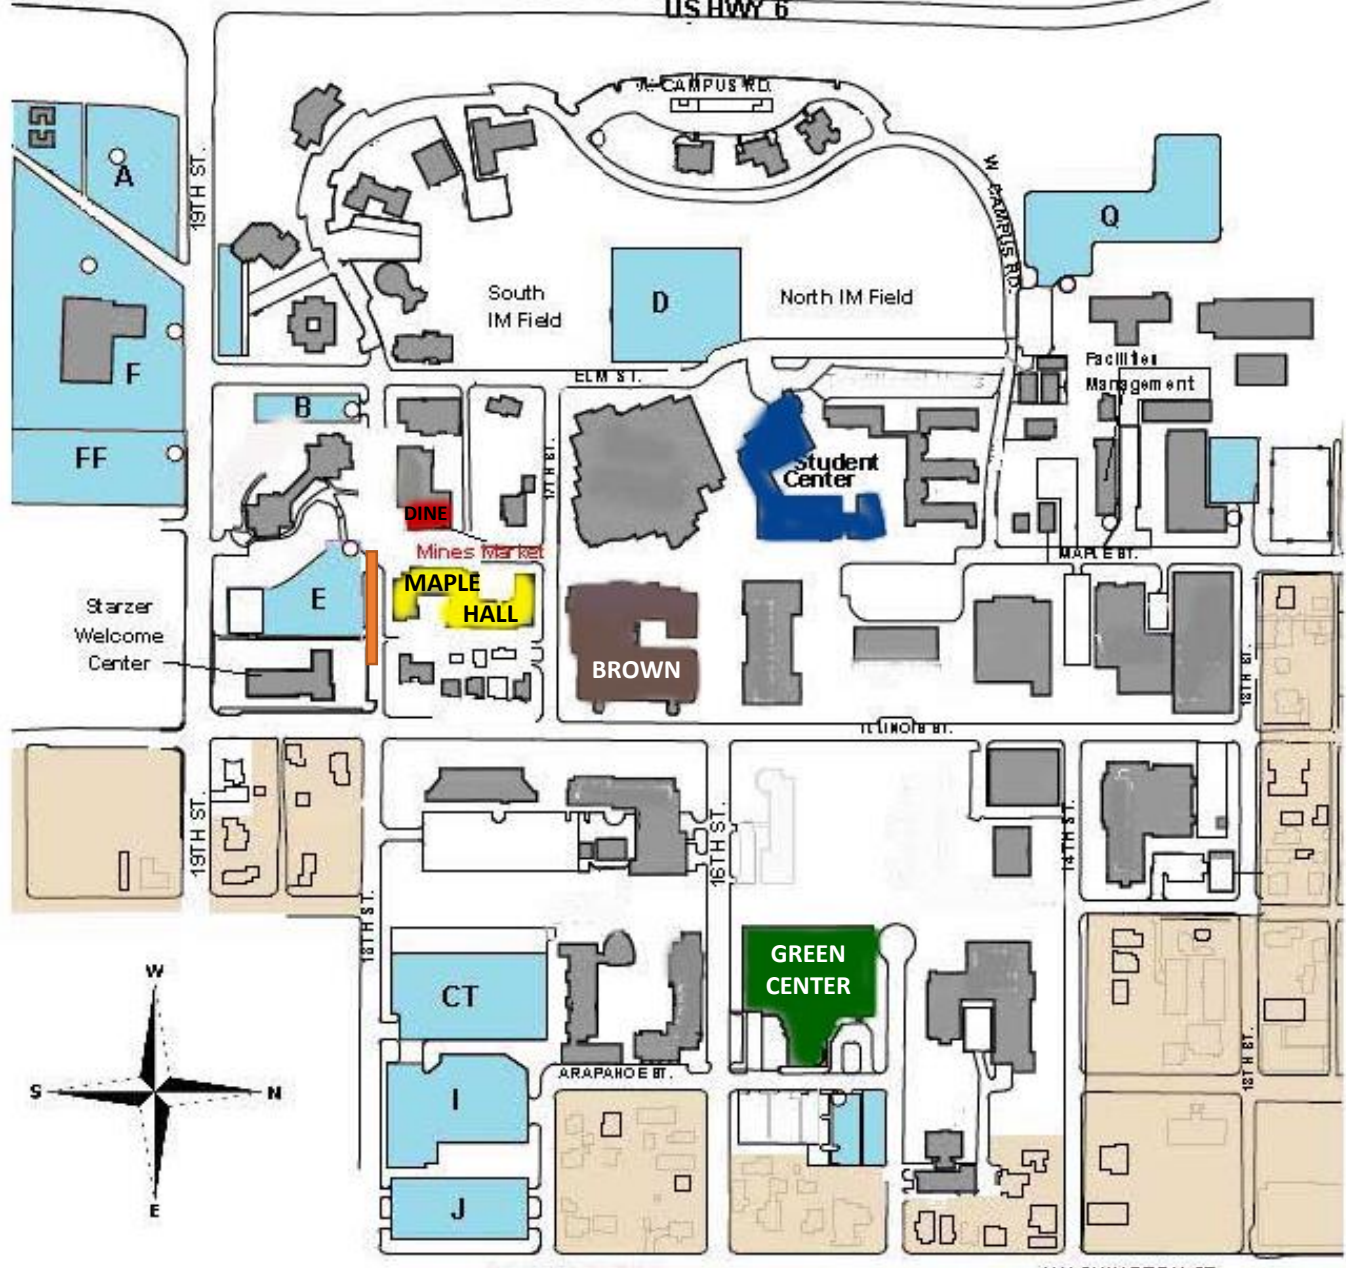 US HWY 6
W. CAMPUS RD.
A
19TH ST.
W. CAMPUS RD.
Q
South
IM Field
D
North IM Field
F
Facilities
Management
ELM ST.
B
FF
17TH ST.
Student
Center
DINE
Mines Market
MAPLE ST.
MAPLE
HALL
E
Starzer
Welcome
Center
BROWN
13TH ST.
ILLINOIS ST.
19TH ST.
16TH ST.
14TH ST.
18TH ST.
GREEN
CENTER
CT
W
S
N
E
ARAPAHOE ST.
I
13TH ST.
J